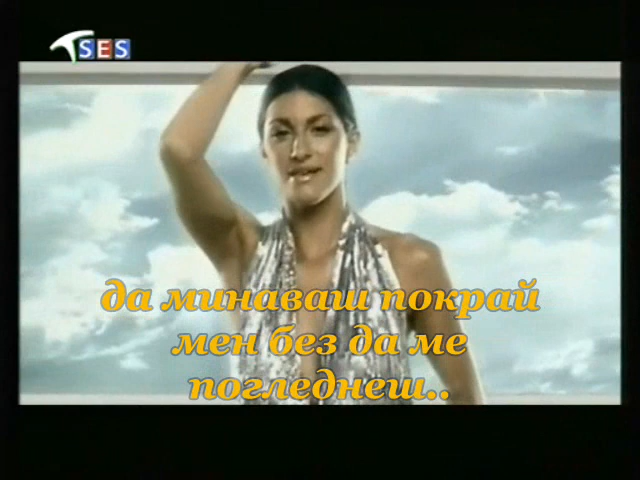 SES
да минаваш покрай
мен без да ме
погледнеш..